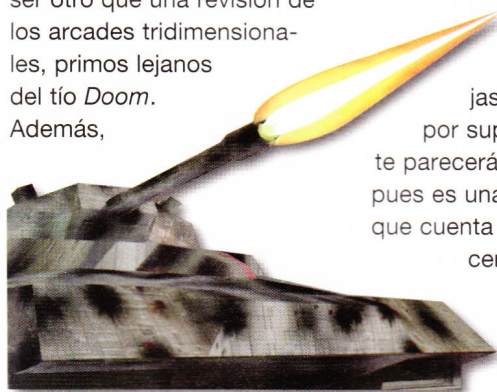 ser otro que una revisión de
los arcades tridimensiona-
les, primos lejanos
del tío Doom.
Además,
jas
por sup
te parecerá
pues es una
que cuenta
cer